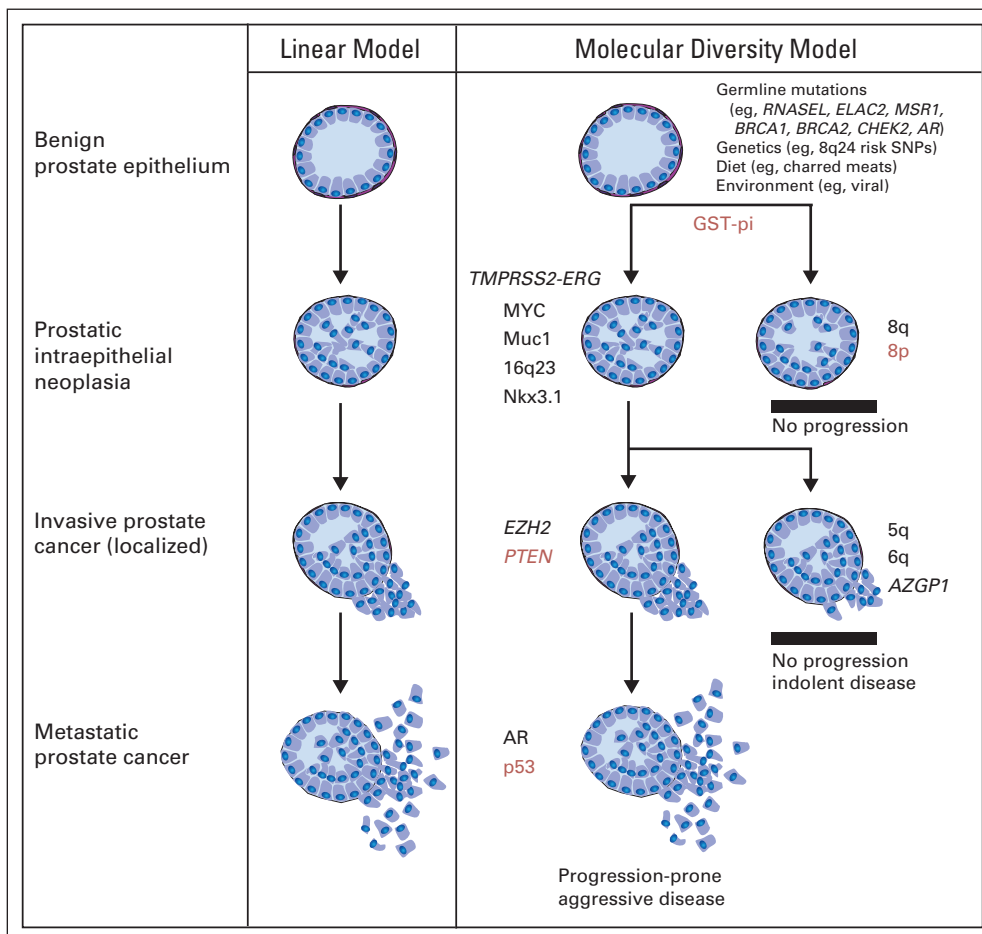 Linear Model
Molecular Diversity Model
Benign
prostate epithelium
Germline mutations
(eg, RNASEL, ELAC2, MSR1,
BRCA1, BRCA2, CHEK2, AR)
Genetics (eg, 8q24 risk SNPs)
Diet (eg, charred meats)
Environment (eg, viral)
GST-pi
Prostatic
intraepithelial
neoplasia
TMPRSS2-ERG
MYC
Muc1
16q23
Nkx3.1
8q
8p
No progression
Invasive prostate
cancer (localized)
EZH2
PTEN
5q
6q
AZGP1
No progression
indolent disease
Metastatic
prostate cancer
AR
p53
Progression-prone
aggressive disease